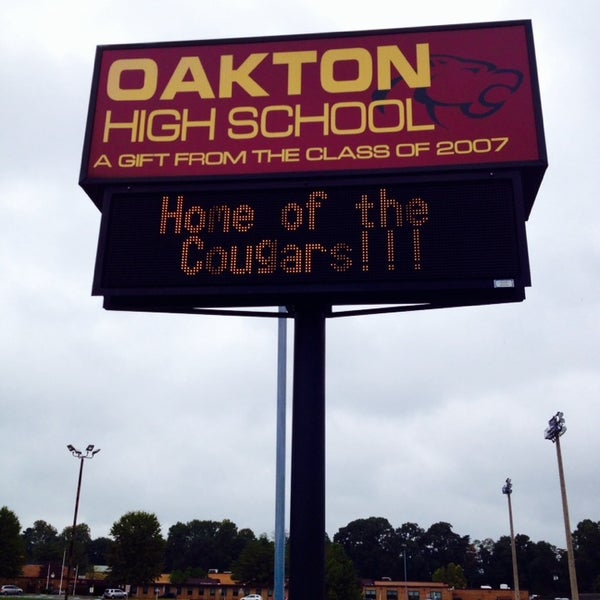 OAKTON
HIGH SCHOOL
A GIFT FROM THE CLASS OF 2007
Home of the
Cougars!!!